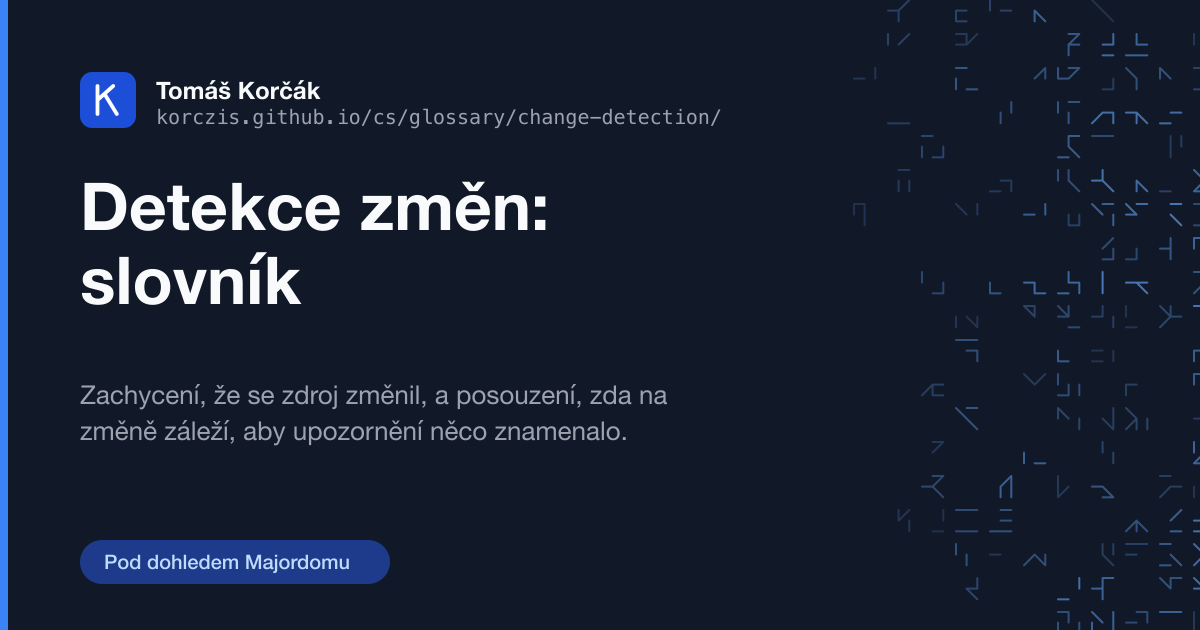 Tomáš Korčák
korczis.github.io/cs/glossary/change-detection/
Detekce změn:
slovník
Zachycení, že se zdroj změnil, a posouzení, zda na
změně záleží, aby upozornění něco znamenalo.
Pod dohledem Majordomu